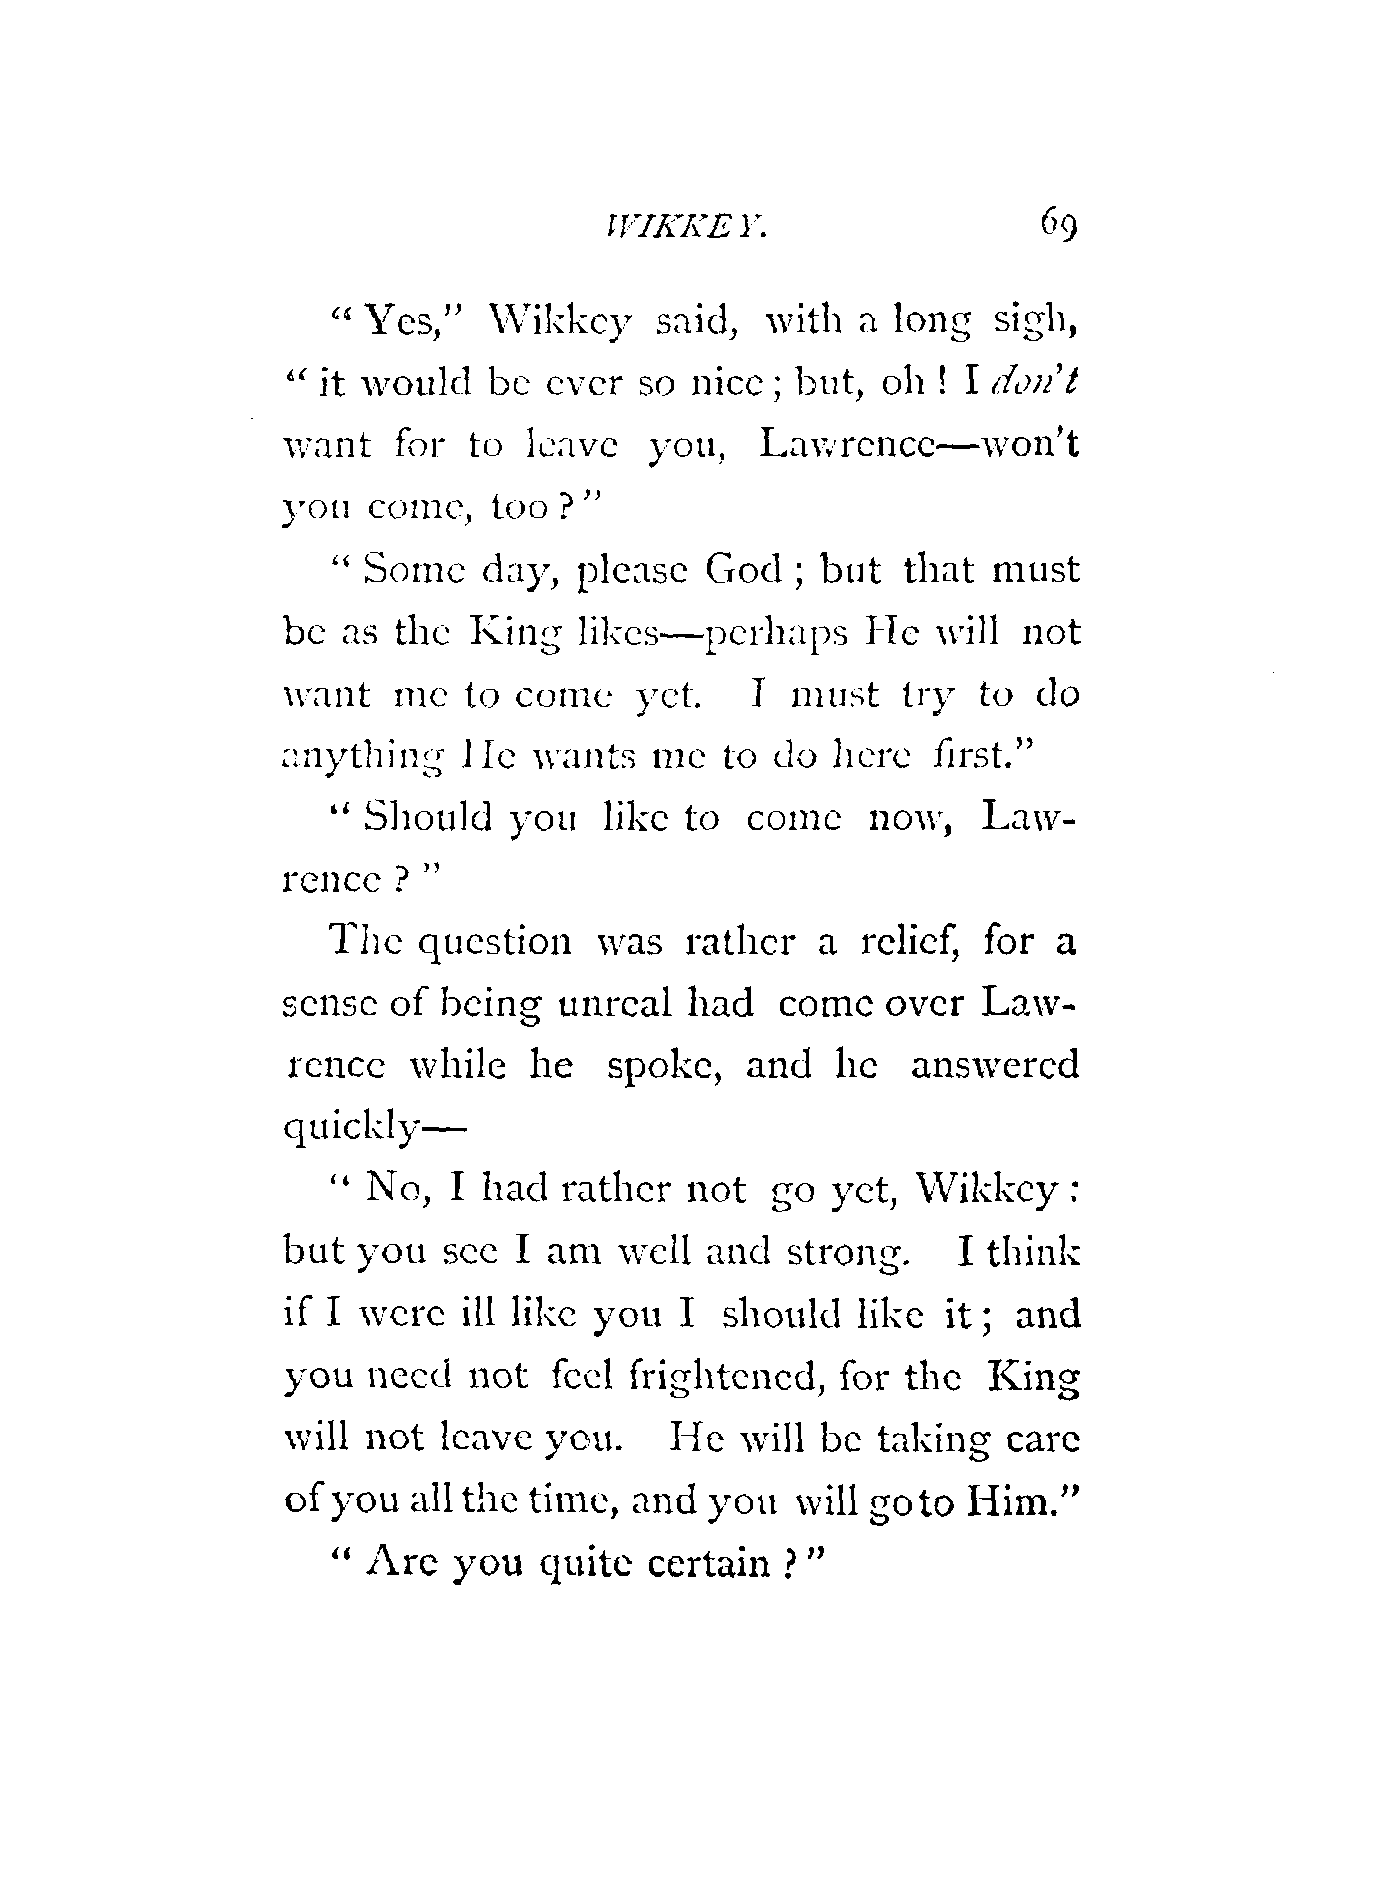 WIKKEY. 69
“ Yes,” Wikkey said, with a long sigh,
“ it would be ever so nice ; but, oh ! I don't
want for to leave you, Lawrence—won't
you come, too ? ”
“ Some day, please God ; but that must
be as the King likes—perhaps He will not
want me to come yet. I must try to do
anything He wants me to do here first.”
“ Should you like to come now, Law-
rence ? ”
The question was rather a relief, for a
sense of being unreal had come over Law-
rence while he spoke, and he answered
quickly—
“ No, I had rather not go yet, Wikkey :
but you see I am well and strong. I think
if I were ill like you I should like it ; and
you need not feel frightened, for the King
will not leave you. He will be taking care
of you all the time, and you will go to Him.”
“ Are you quite certain ? ”